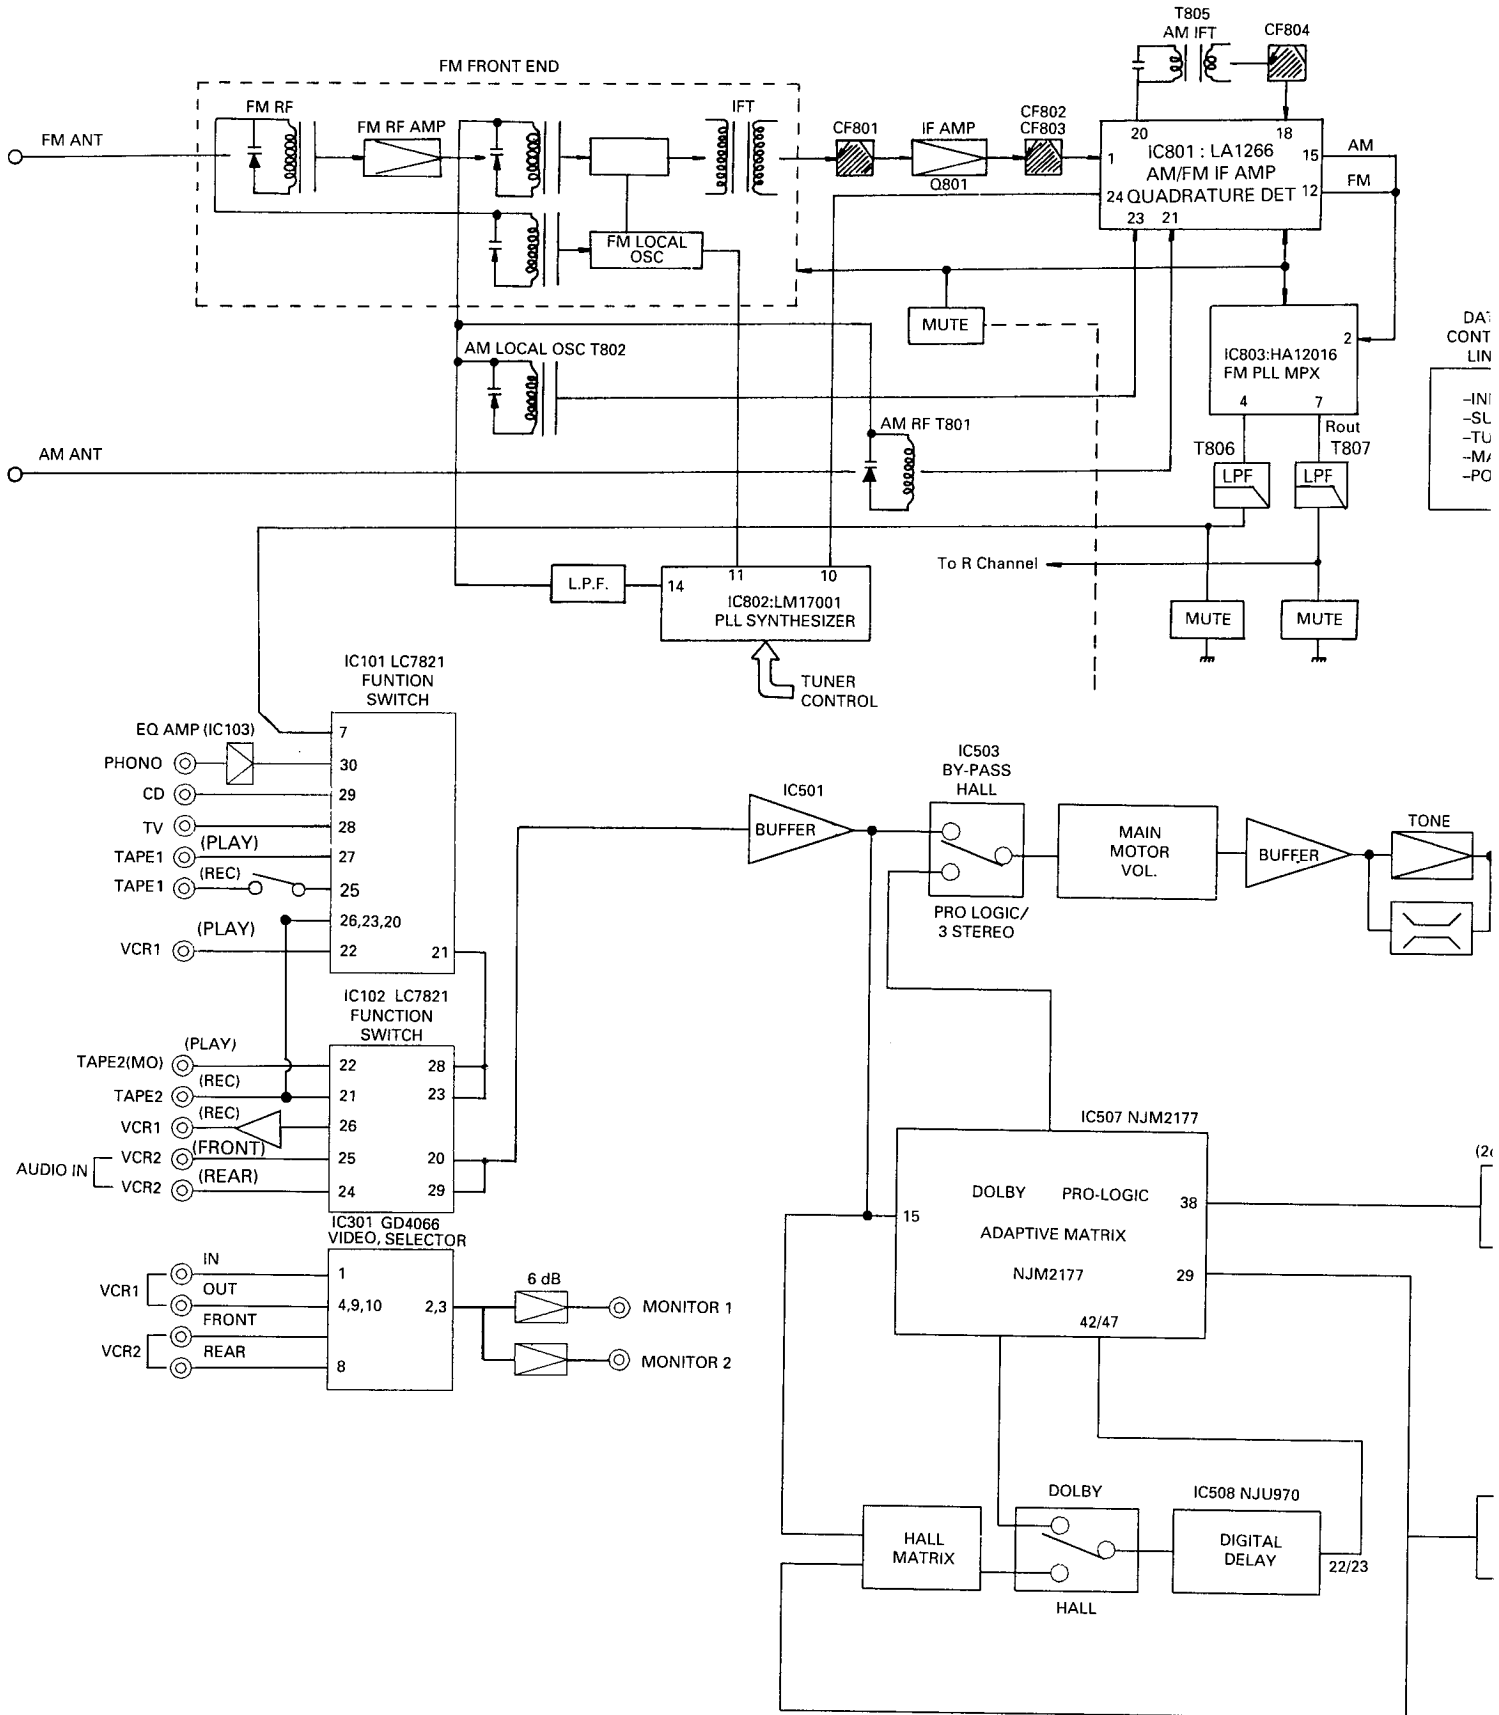 T805
AM IFT
CF804
FM FRONT END
FM RF
FM RF AMP
IFT
FM ANT
CF801
IF AMP
CF802
CF803
Q801
20
18
1
IC801 : LA1266
15
AM
AM/FM IF AMP
24
QUADRATURE DET
12
FM
23
21
FM LOCAL
OSC
MUTE
2
IC803:HA12016
FM PLL MPX
4
7
AM LOCAL OSC T802
AM RF T801
AM ANT
Rout
T806
T807
LPF
LPF
To R Channel
L.P.F.
14
11
10
IC802:LM17001
PLL SYNTHESIZER
MUTE
MUTE
TUNER
CONTROL
IC101 LC7821
FUNTION
SWITCH
EQ AMP (IC103)
7
PHONO
30
CD
29
TV
28
TAPE1
(PLAY)
27
TAPE1
(REC)
25
26,23,20
VCR1
(PLAY)
22
21
IC501
BUFFER
IC503
BY-PASS
HALL
PRO LOGIC/
3 STEREO
MAIN
MOTOR
VOL.
BUFFER
TONE
IC102 LC7821
FUNCTION
SWITCH
TAPE2(MO)
(PLAY)
22
28
TAPE2
(REC)
21
23
VCR1
(REC)
26
AUDIO IN
VCR2
(FRONT)
25
20
VCR2
(REAR)
24
29
IC301 GD4066
VIDEO, SELECTOR
VCR1
IN
1
OUT
4,9,10
2,3
VCR2
FRONT
REAR
8
6 dB
MONITOR 1
MONITOR 2
IC507 NJM2177
DOLBY PRO-LOGIC
38
15
ADAPTIVE MATRIX
NJM2177
29
42/47
DOLBY
IC508 NJU970
HALL
MATRIX
DIGITAL
DELAY
22/23
HALL